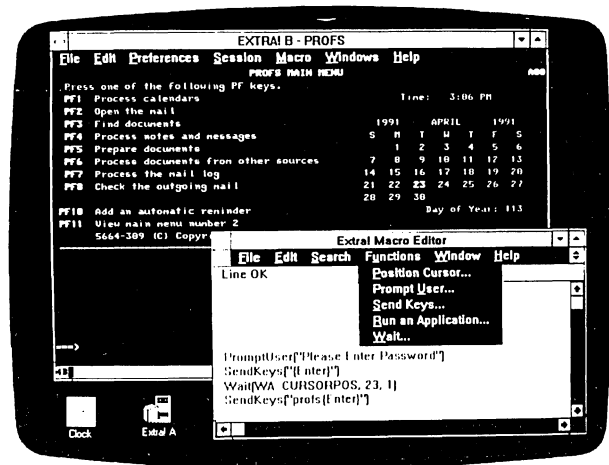 EXTRA! B - PROFS
File Edit Preferences Session Macro Windows Help
PROFS MAIN MENU A00
Press one of the following PF keys.
PF1 Process calendars
Time: 3:06 PM
PF2 Open the mail
PF3 Find documents
1991 APRIL 1991
PF4 Process notes and messages
S M T W T F S
PF5 Prepare documents
1 2 3 4 5 6
PF6 Process documents from other sources
7 8 9 10 11 12 13
PF7 Process the mail log
14 15 16 17 18 19 20
PF8 Check the outgoing mail
21 22 23 24 25 26 27
28 29 30
PF10 Add an automatic reminder
Day of Year: 113
PF11 View main menu number 2
5664-309 (C) Copyr
===>
4B
Extra! Macro Editor
File Edit Search Functions Window Help
Line OK
Position Cursor...
Prompt User...
Send Keys...
Run an Application...
Wait...
PromptUser("Please Enter Password")
SendKeys("{Enter}")
Wait(WA_CURSORPOS, 23, 1)
SendKeys("profs{Enter}")
Clock
Extra! A